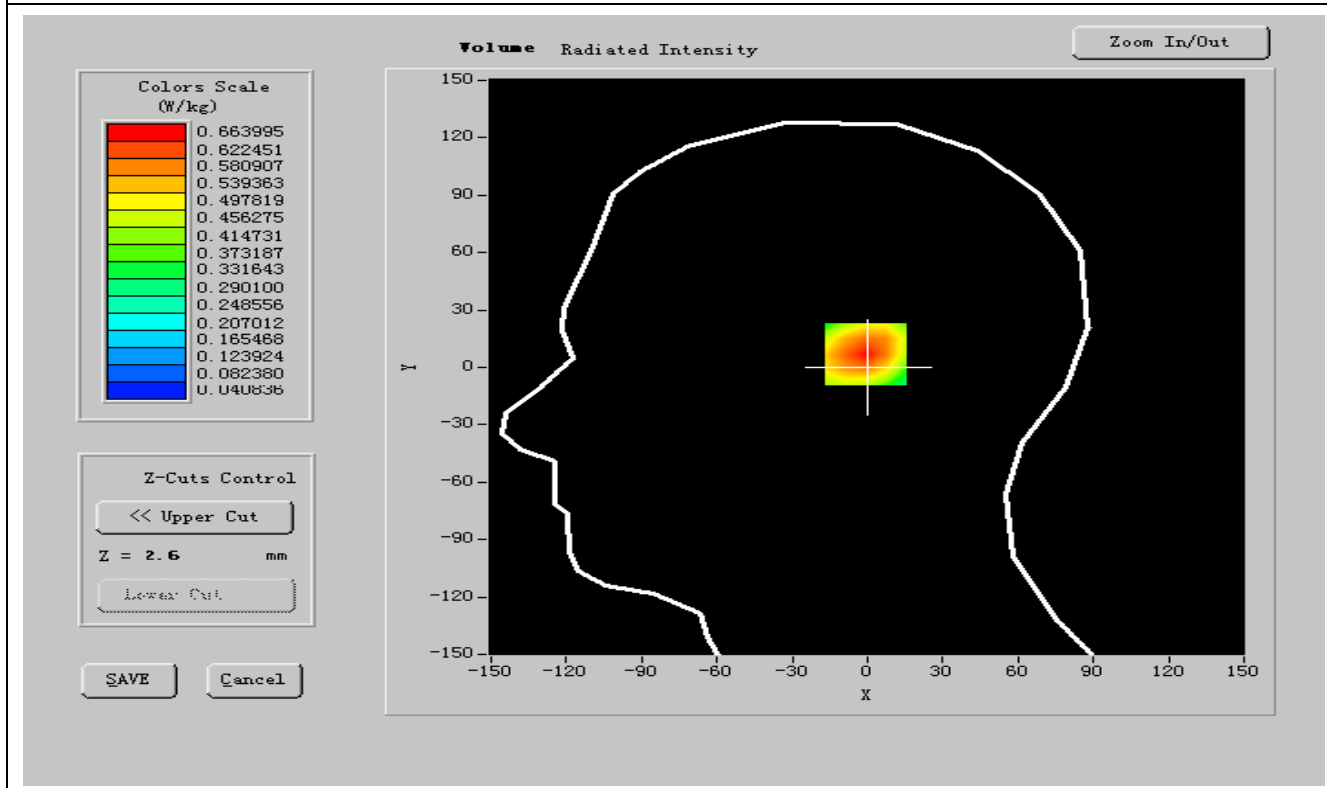 Volume Radiated Intensity
Zoom In/Out
Colors Scale
(W/kg)
0.663995
0.622451
0.580907
0.539363
0.497819
0.456275
0.414731
0.373187
0.331643
0.290100
0.248556
0.207012
0.165468
0.123924
0.082380
0.040836
Z-Cuts Control
<< Upper Cut
Z = 2.6 mm
Lower Cut
SAVE Cancel
150
120
90
60
30
0
-30
-60
-90
-120
-150
Y
-150 -120 -90 -60 -30 0 30 60 90 120 150
X